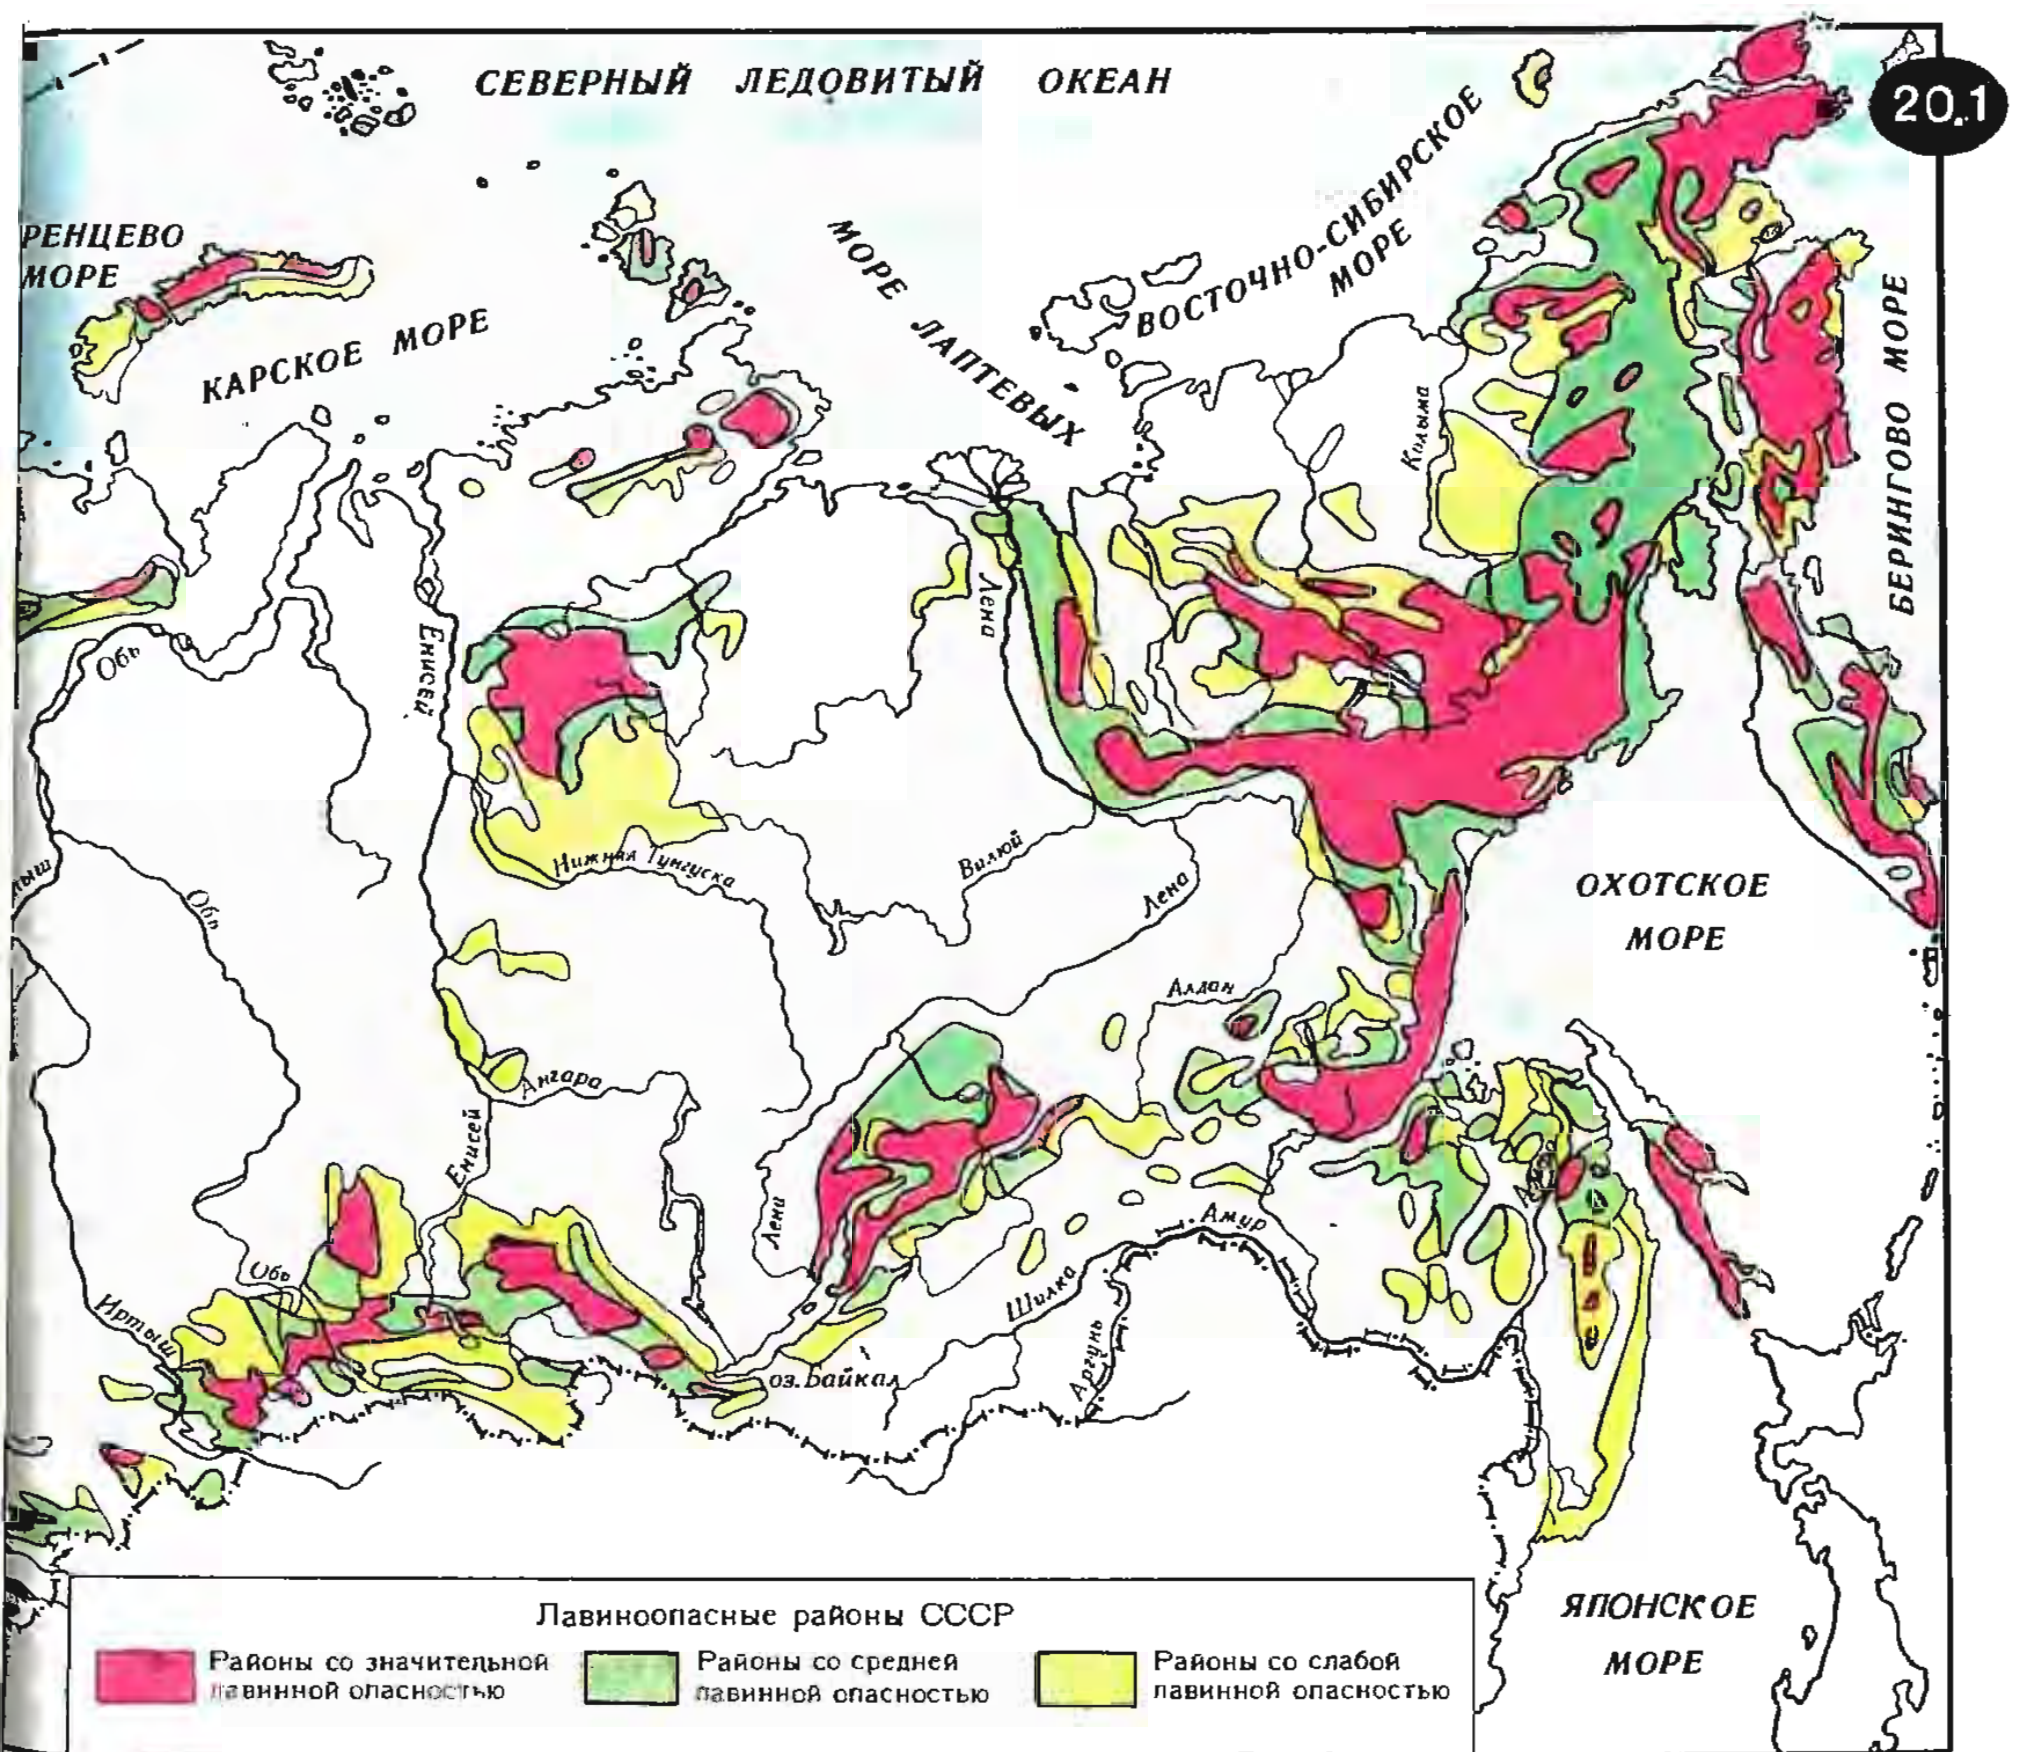 СЕВЕРНЫЙ ЛЕДОВИТЫЙ ОКЕАН
20.1
РЕНЦЕВО
МОРЕ
КАРСКОЕ МОРЕ
МОРЕ ЛАПТЕВЫХ
ВОСТОЧНО-СИБИРСКОЕ
МОРЕ
БЕРИНГОВО МОРЕ
Колыма
Лена
Обь
Енисей
Нижняя Тунгуска
Вилюй
Лена
ыш
Обь
ОХОТСКОЕ
МОРЕ
Алдан
Ангара
Енисей
Лена
Амур
Обь
Иртыш
Шилка
Аргунь
оз. Байкал
ЯПОНСКОЕ
МОРЕ
Лавиноопасные районы СССР
Районы со значительной
лавинной опасностью
Районы со средней
лавинной опасностью
Районы со слабой
лавинной опасностью